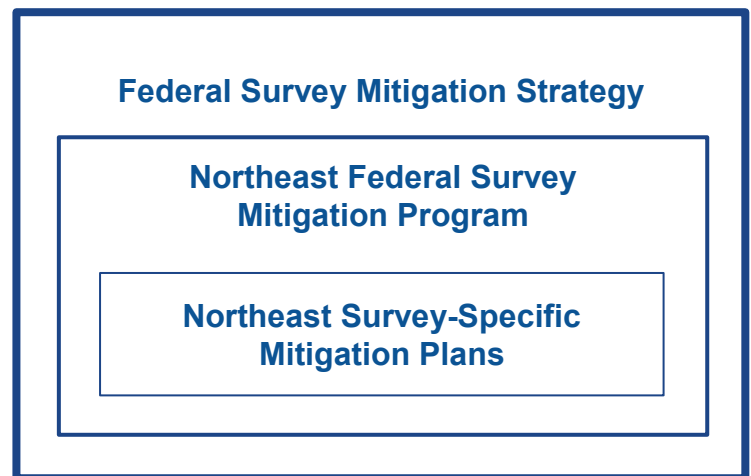 Federal Survey Mitigation Strategy
Northeast Federal Survey
Mitigation Program
Northeast Survey-Specific
Mitigation Plans